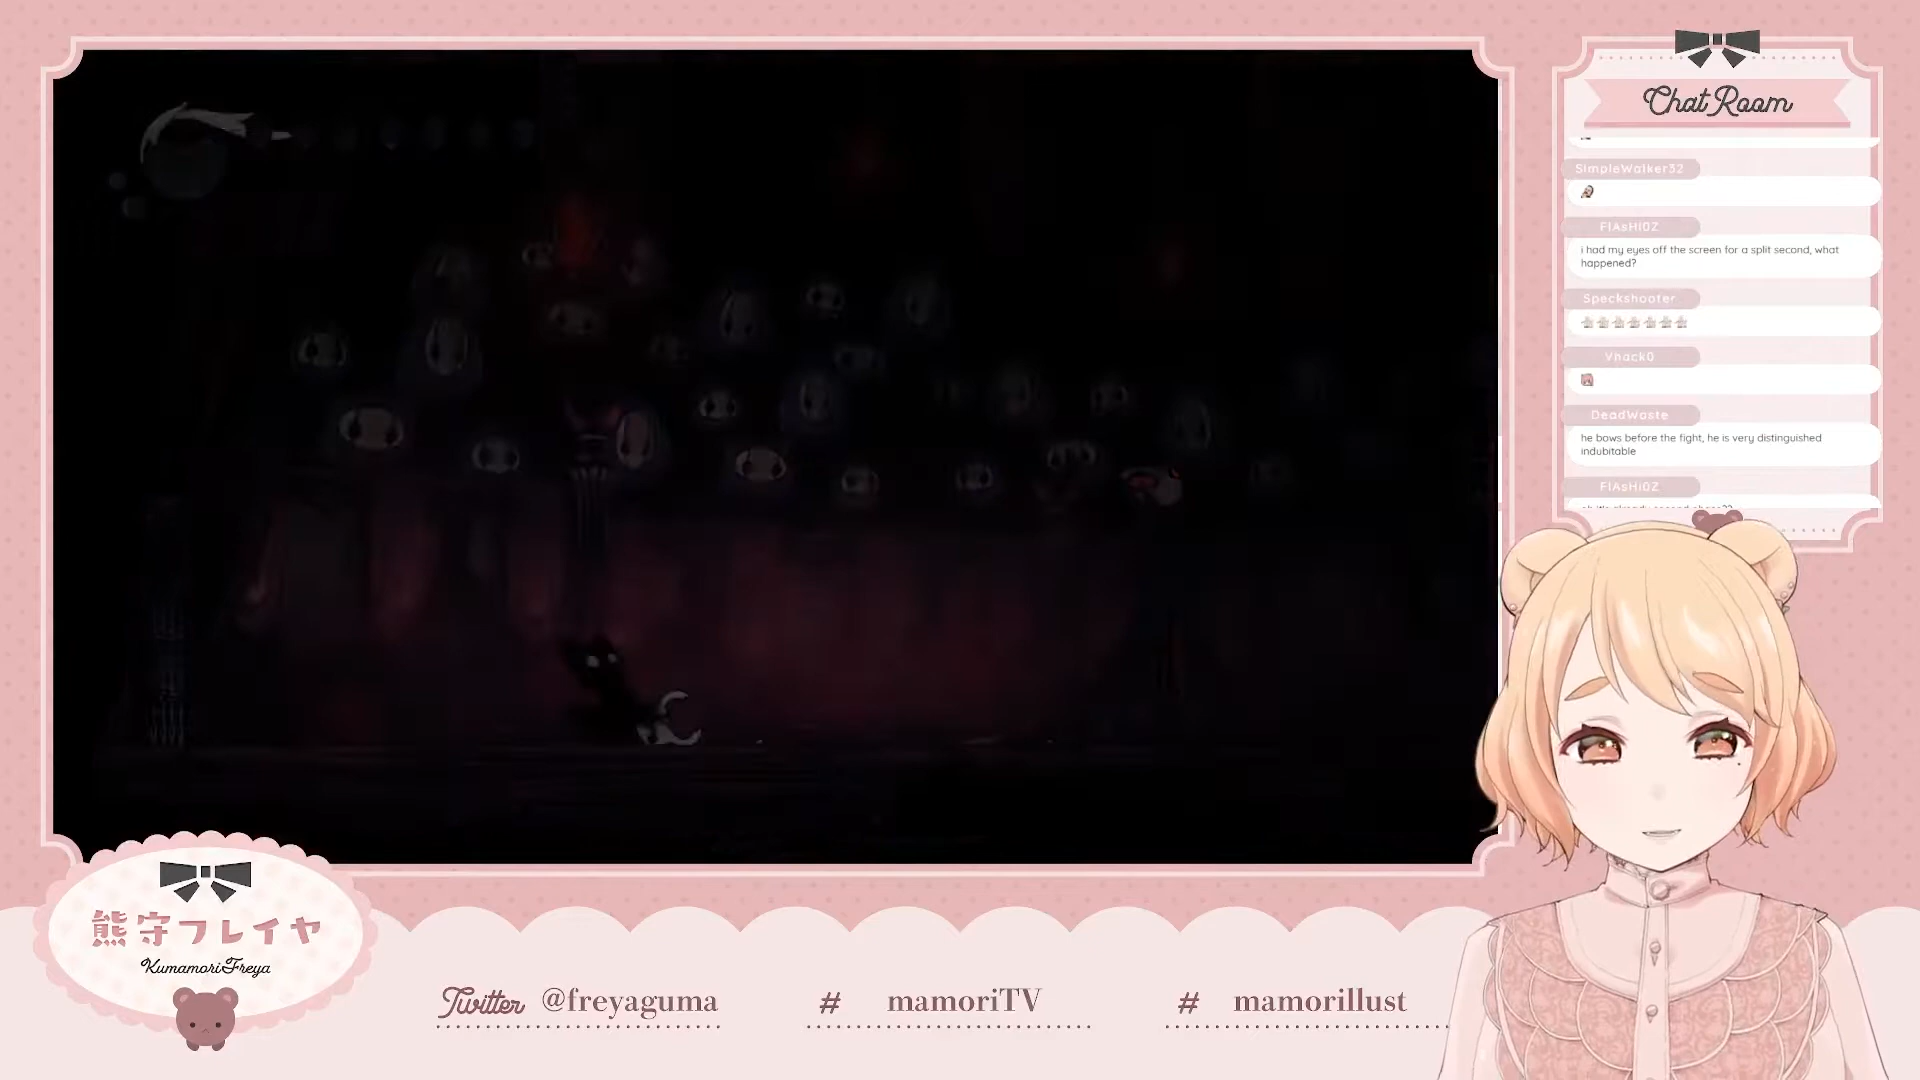 Chat Room
SimpleWalker32
FlAsHi0Z
i had my eyes off the screen for a split second, what
happened?
Speckshooter
Vhack0
DeadWaste
he bows before the fight, he is very distinguished
indubitable
FlAsHi0Z
熊守フレイヤ
KumamoriFreya
Twitter @freyaguma
# mamoriTV
# mamorillust